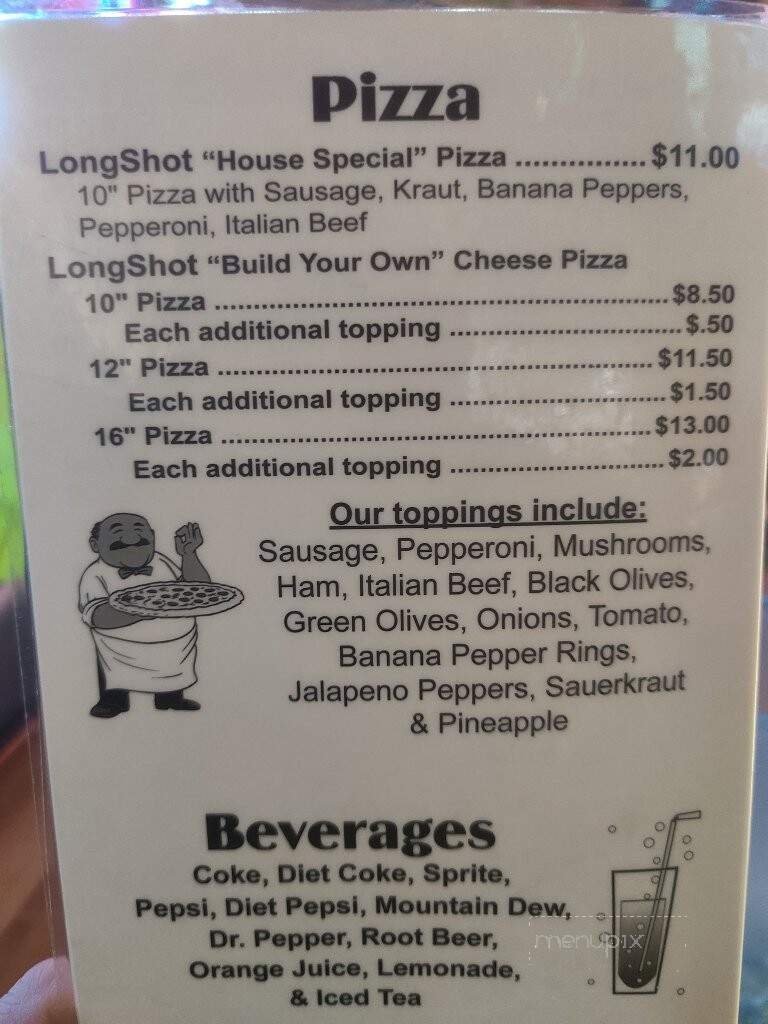 Pizza
LongShot “House Special” Pizza ............... $11.00
10" Pizza with Sausage, Kraut, Banana Peppers,
Pepperoni, Italian Beef
LongShot “Build Your Own” Cheese Pizza
10" Pizza ........................................................... $8.50
Each additional topping .............................. $.50
12" Pizza ......................................................... $11.50
Each additional topping ............................ $1.50
16" Pizza ........................................................ $13.00
Each additional topping ............................ $2.00
Our toppings include:
Sausage, Pepperoni, Mushrooms,
Ham, Italian Beef, Black Olives,
Green Olives, Onions, Tomato,
Banana Pepper Rings,
Jalapeno Peppers, Sauerkraut
& Pineapple
Beverages
Coke, Diet Coke, Sprite,
Pepsi, Diet Pepsi, Mountain Dew,
Dr. Pepper, Root Beer,
Orange Juice, Lemonade,
& Iced Tea
menupix